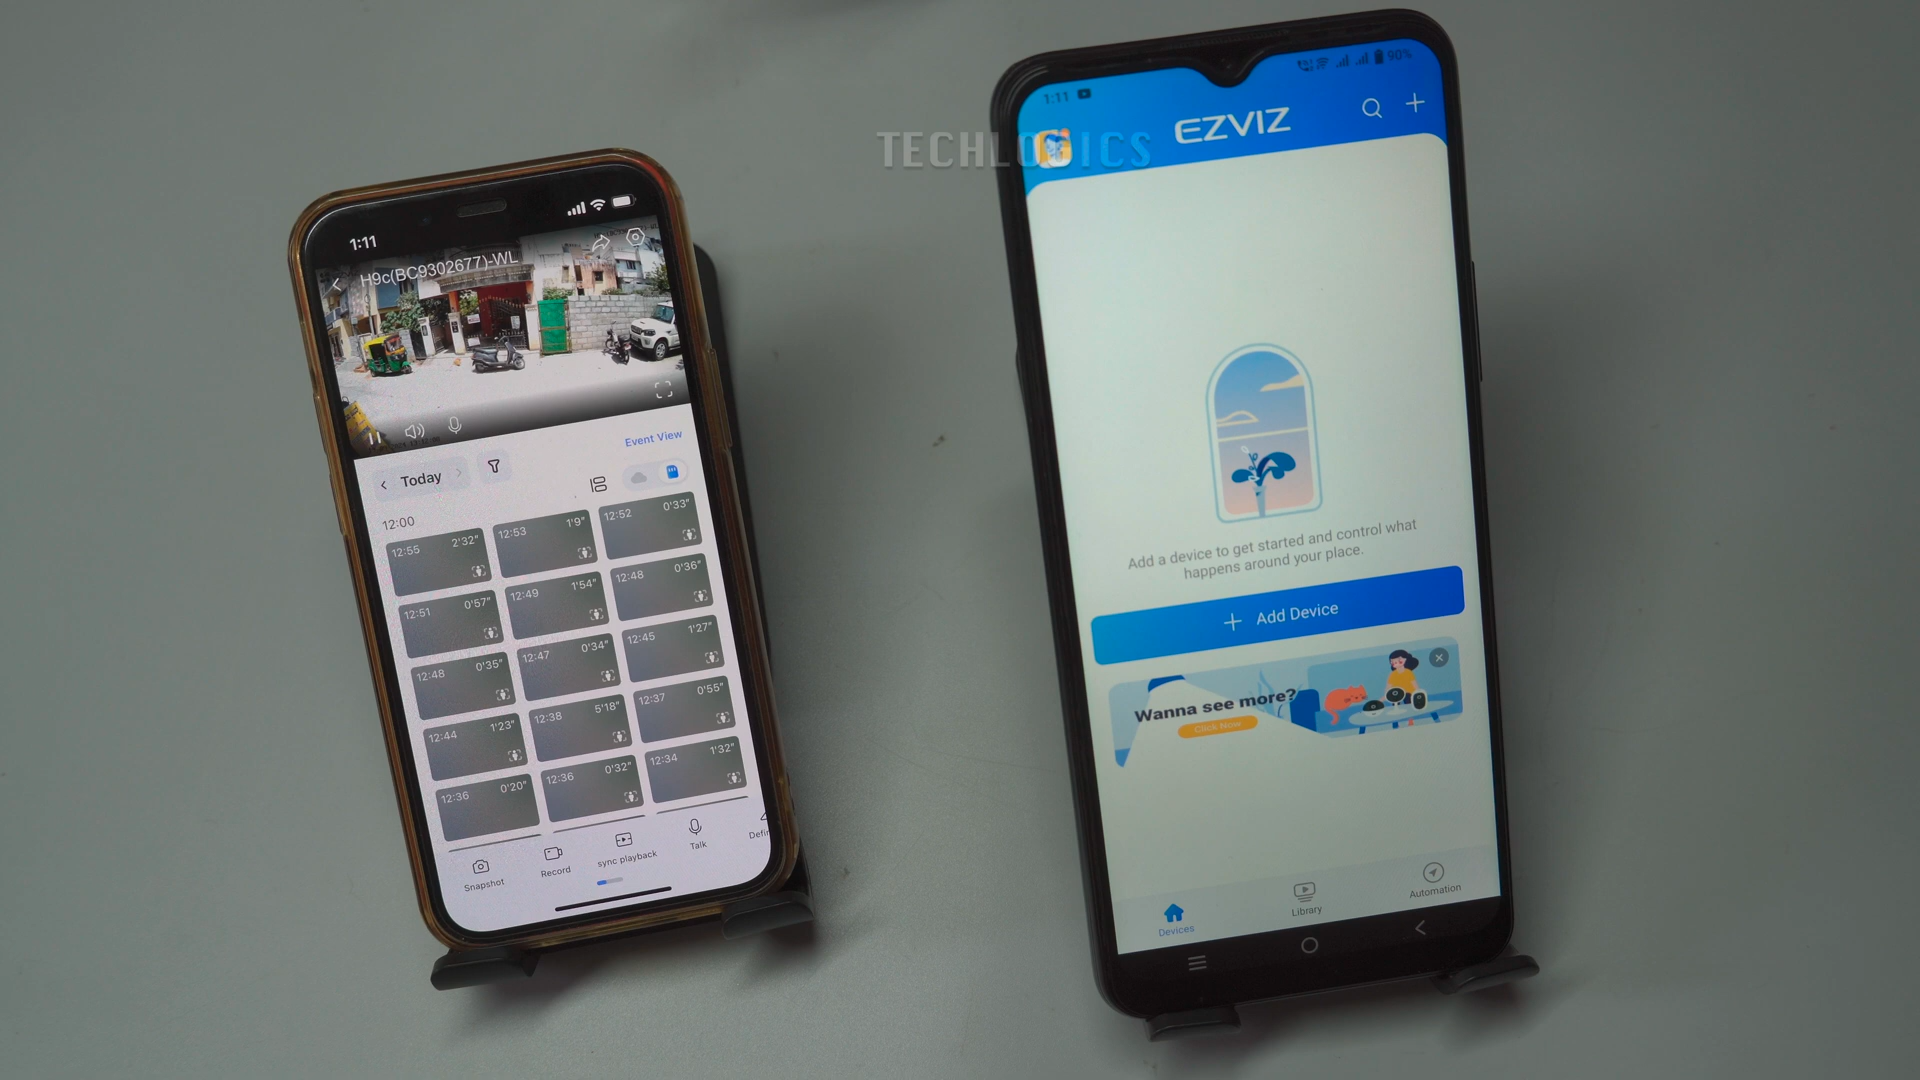 TECHLOGICS
1:11
H9c(BC9302677)-WL
Event View
Today
12:00
12:55 2'32"
12:53 1'9"
12:52 0'33"
12:51 0'57"
12:49 1'54"
12:48 0'36"
12:48 0'35"
12:47 0'34"
12:45 1'27"
12:44 1'23"
12:38 5'18"
12:37 0'55"
12:36 0'20"
12:36 0'32"
12:34 1'32"
Snapshot
Record
sync playback
Talk
1:11
90%
EZVIZ
Add a device to get started and control what
happens around your place.
+ Add Device
Wanna see more?
Click Now
Devices
Library
Automation